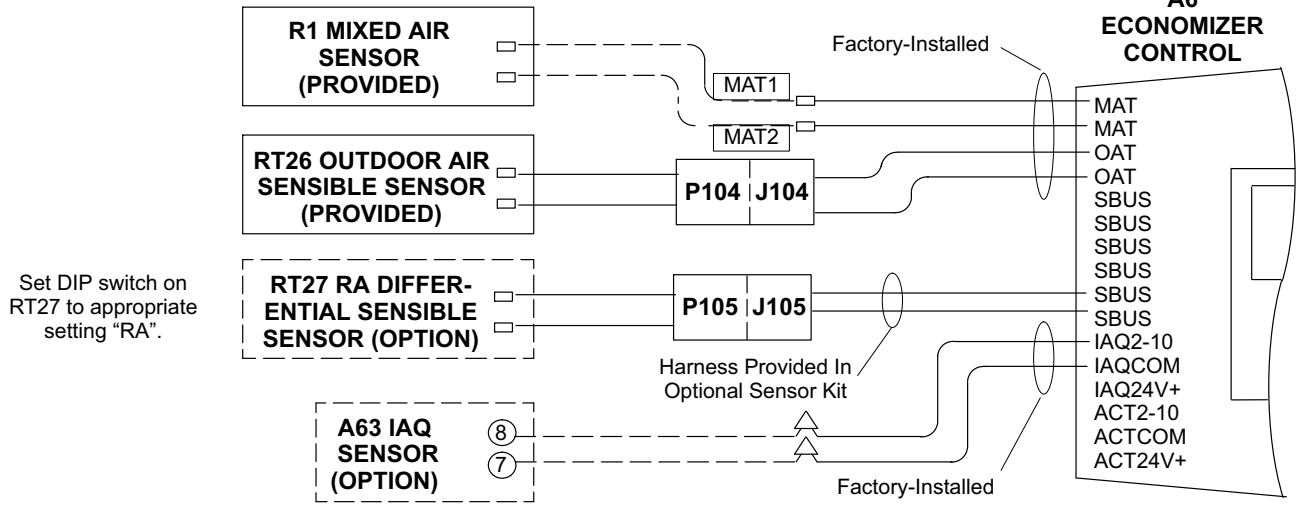 A6
ECONOMIZER
CONTROL
R1 MIXED AIR
SENSOR
(PROVIDED)
Factory-Installed
MAT1
MAT2
RT26 OUTDOOR AIR
SENSIBLE SENSOR
(PROVIDED)
P104 J104
Set DIP switch on
RT27 to appropriate
setting “RA”.
RT27 RA DIFFER-
ENTIAL SENSIBLE
SENSOR (OPTION)
P105 J105
Harness Provided In
Optional Sensor Kit
A63 IAQ
SENSOR
(OPTION)
8
7
Factory-Installed
MAT
MAT
OAT
OAT
SBUS
SBUS
SBUS
SBUS
SBUS
SBUS
IAQ2-10
IAQCOM
IAQ24V+
ACT2-10
ACTCOM
ACT24V+